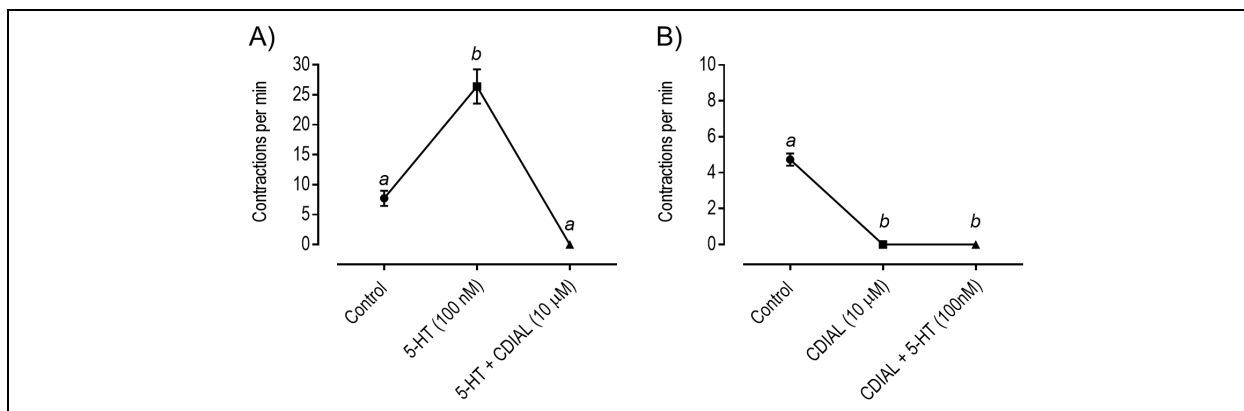 A)
Contractions per min
30
25
20
15
10
5
0
a
b
a
Control
5-HT (100 nM)
5-HT + CDIAL (10 µM)
B)
Contractions per min
10
8
6
4
2
0
a
b
b
Control
CDIAL (10 µM)
CDIAL + 5-HT (100nM)